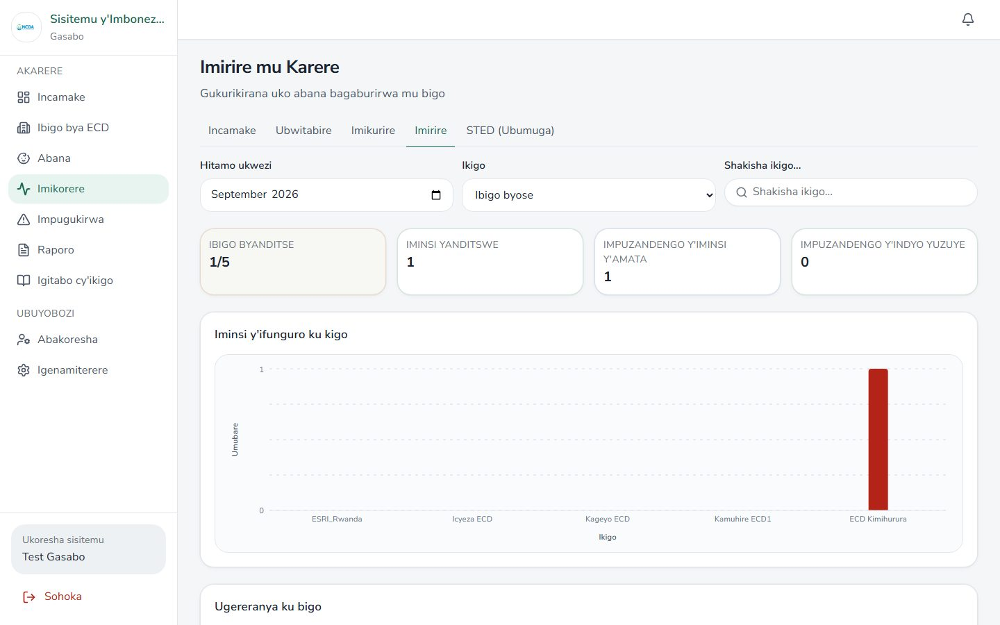 NCDA
Sisitemu y'Imbonez...
Gasabo
AKARERE
Incamake
Ibigo bya ECD
Abana
Imikorere
Impugukirwa
Raporo
Igitabo cy'ikigo
UBUYOBOZI
Abakoresha
Igenamiterere
Ukoresha sisitemu
Test Gasabo
Sohoka
Imirire mu Karere
Gukurikirana uko abana bagaburirwa mu bigo
Incamake Ubwitabire Imikurire Imirire STED (Ubumuga)
Hitamo ukwezi
September 2026
Ikigo
Ibigo byose
Shakisha ikigo...
Shakisha ikigo...
IBIGO BYANDITSE
1/5
IMINSI YANDITSWE
1
IMPUZANDENGO Y'IMINSI
Y'AMATA
1
IMPUZANDENGO Y'INDYO YUZUYE
0
Iminsi y'ifunguro ku kigo
1
0
Umubare
ESRI_Rwanda Icyeza ECD Kageyo ECD Kamuhire ECD1 ECD Kimihurura
Ikigo
Ugereranya ku bigo